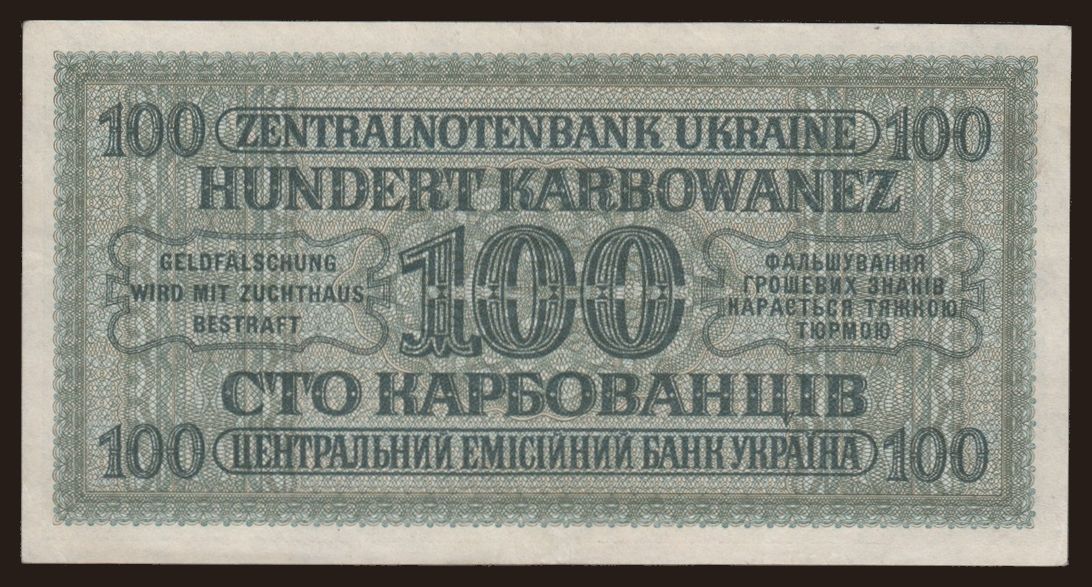 100 ZENTRALNOTENBANK UKRAINE 100
HUNDERT KARBOWANEZ
GELDFÄLSCHUNG
WIRD MIT ZUCHTHAUS
BESTRAFT
100
ФАЛЬШУВАННЯ
ГРОШЕВИХ ЗНАКІВ
КАРАЄТЬСЯ ТЯЖКОЮ
ТЮРМОЮ
СТО КАРБОВАНЦІВ
100 ЦЕНТРАЛЬНИЙ ЕМІСІЙНИЙ БАНК УКРАЇНА 100